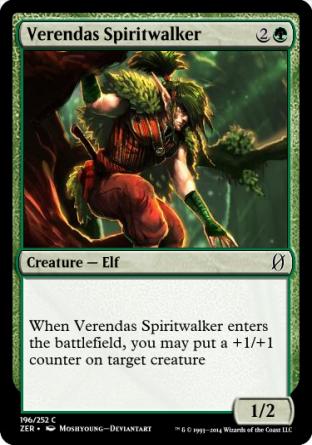 Verendas Spiritwalker 2
Creature — Elf
When Verendas Spiritwalker enters
the battlefield, you may put a +1/+1
counter on target creature
196/252 C
ZER • Moshyoung–Deviantart
™ & © 1993–2014 Wizards of the Coast LLC
1/2